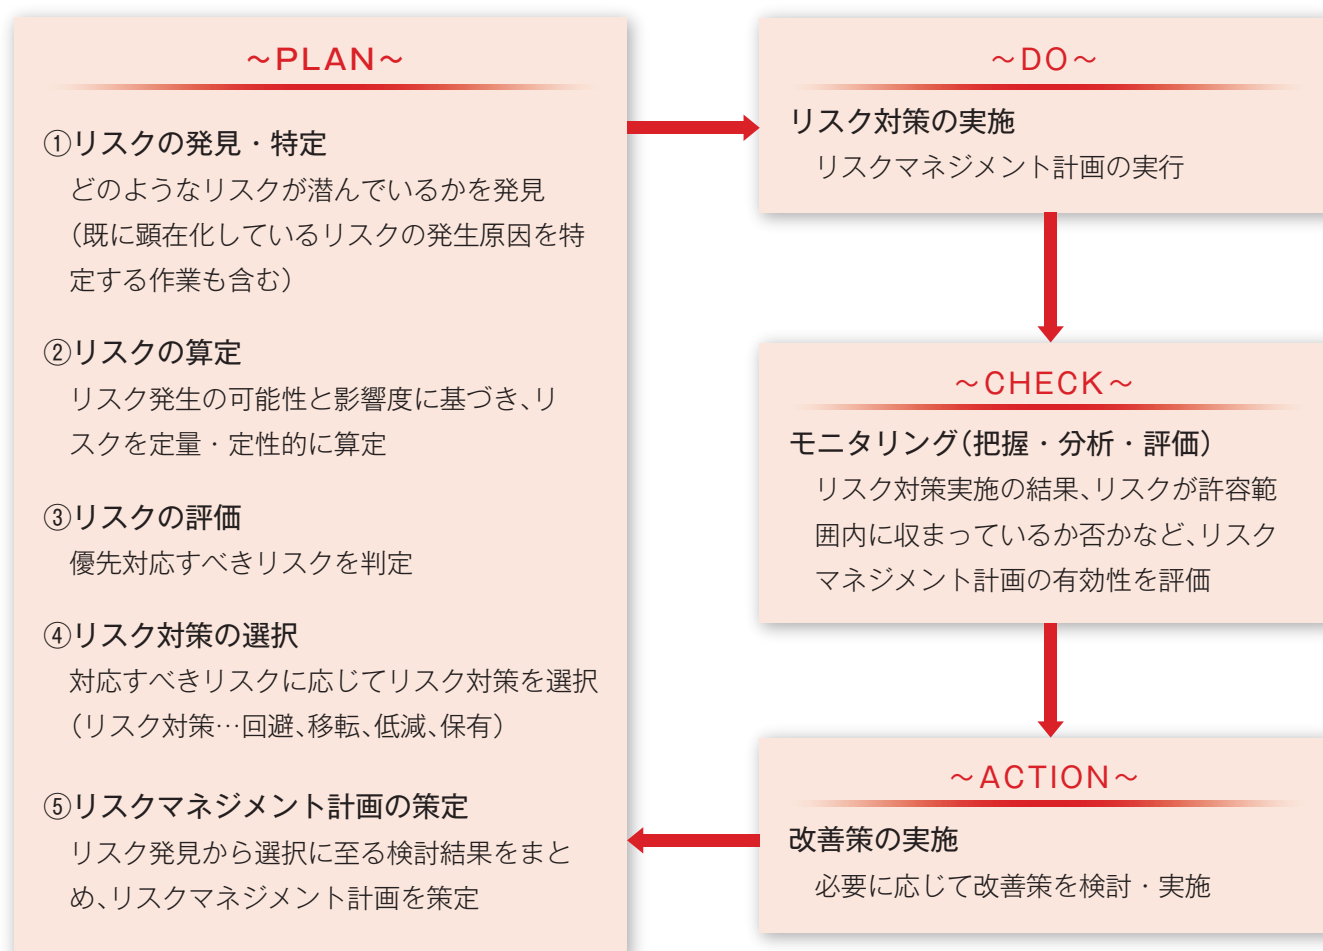 ～PLAN～
①リスクの発見・特定
どのようなリスクが潜んでいるかを発見
（既に顕在化しているリスクの発生原因を特
定する作業も含む）
②リスクの算定
リスク発生の可能性と影響度に基づき、リ
スクを定量・定性的に算定
③リスクの評価
優先対応すべきリスクを判定
④リスク対策の選択
対応すべきリスクに応じてリスク対策を選択
（リスク対策…回避、移転、低減、保有）
⑤リスクマネジメント計画の策定
リスク発見から選択に至る検討結果をまと
め、リスクマネジメント計画を策定
～DO～
リスク対策の実施
リスクマネジメント計画の実行
～CHECK～
モニタリング（把握・分析・評価）
リスク対策実施の結果、リスクが許容範
囲内に収まっているか否かなど、リスク
マネジメント計画の有効性を評価
～ACTION～
改善策の実施
必要に応じて改善策を検討・実施